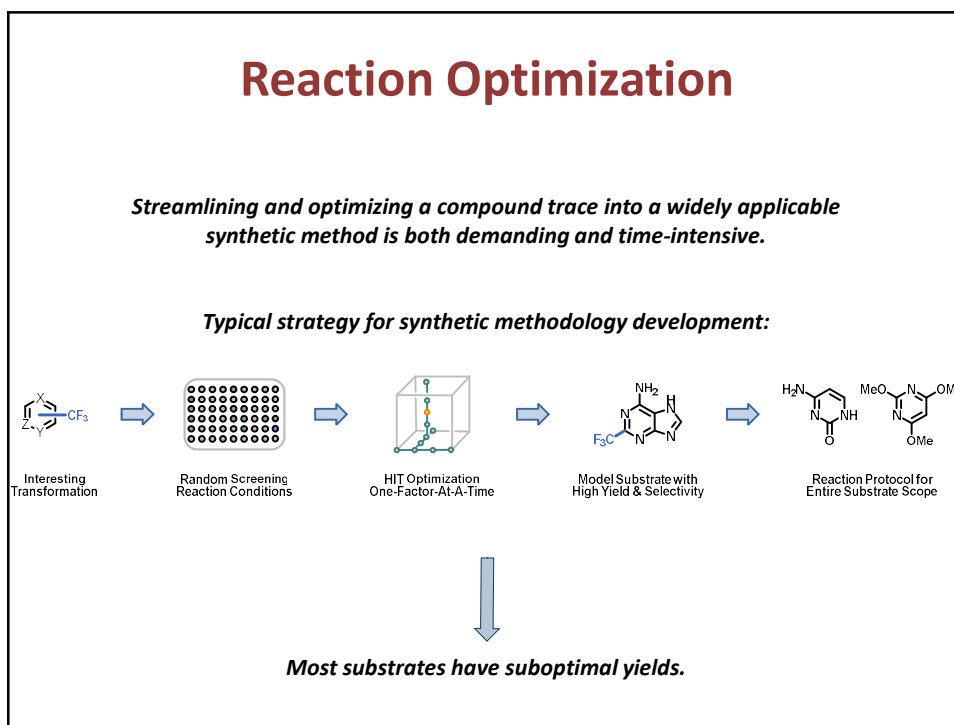 Reaction Optimization
Streamlining and optimizing a compound trace into a widely applicable
synthetic method is both demanding and time-intensive.
Typical strategy for synthetic methodology development:
X
Z
Y
CF3
NH2
N
H
N
F3C
N
N
H2N
N
NH
O
MeO
N
OM
N
OMe
Interesting
Transformation
Random Screening
Reaction Conditions
HIT Optimization
One-Factor-At-A-Time
Model Substrate with
High Yield & Selectivity
Reaction Protocol for
Entire Substrate Scope
Most substrates have suboptimal yields.